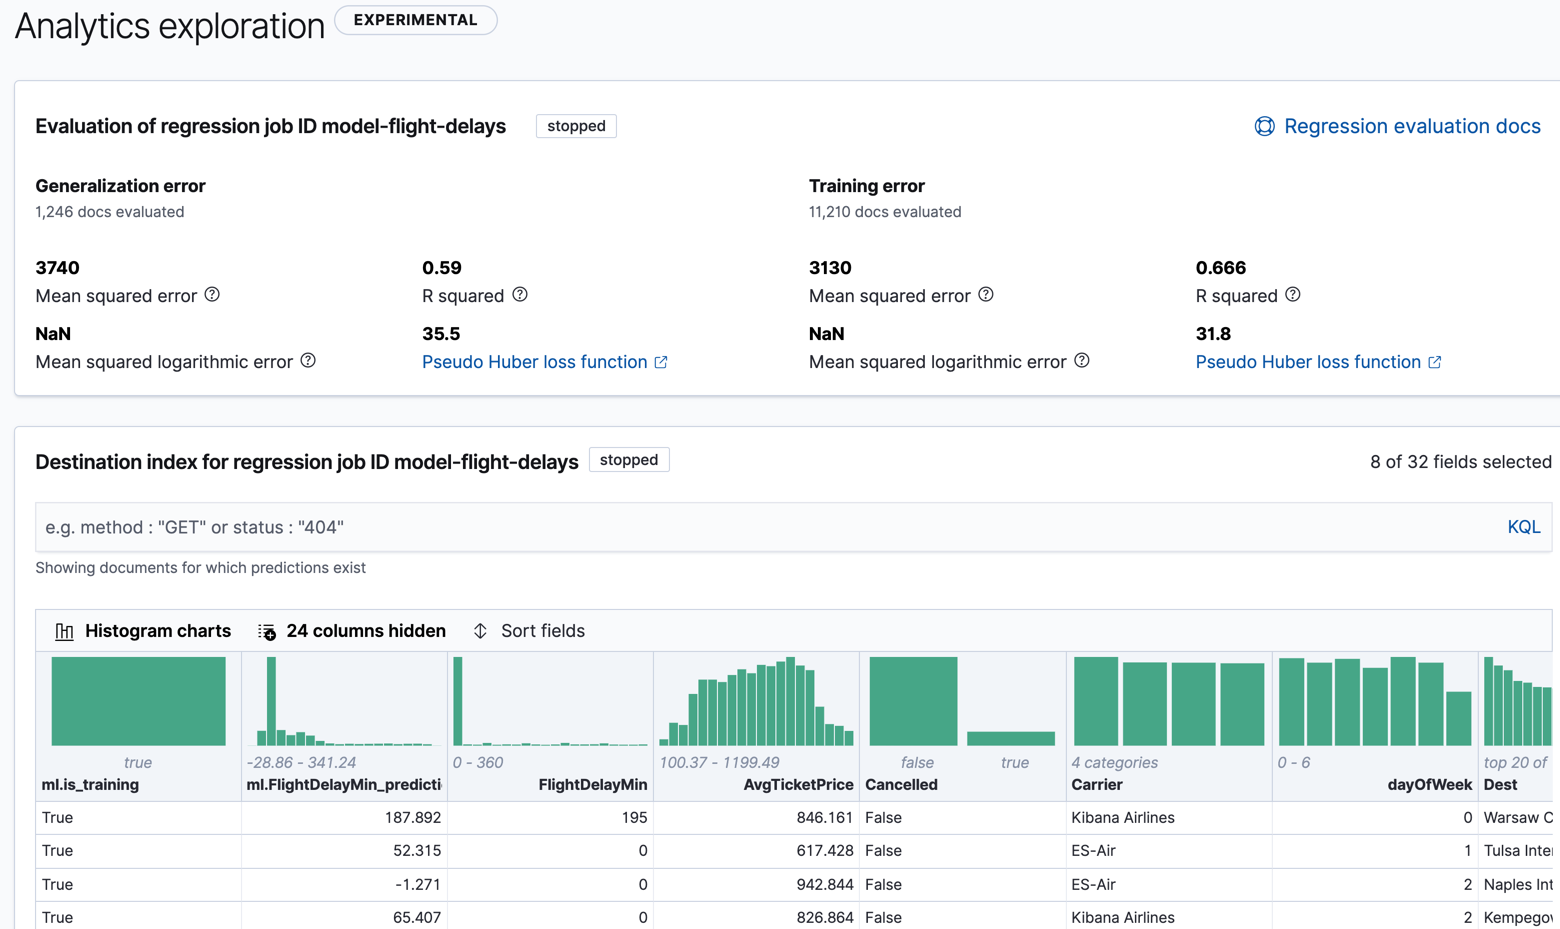 Analytics exploration EXPERIMENTAL
Evaluation of regression job ID model-flight-delays stopped Regression evaluation docs
Generalization error Training error
1,246 docs evaluated 11,210 docs evaluated
3740 0.59 3130 0.666
Mean squared error R squared Mean squared error R squared
NaN 35.5 NaN 31.8
Mean squared logarithmic error Pseudo Huber loss function Mean squared logarithmic error Pseudo Huber loss function
Destination index for regression job ID model-flight-delays stopped 8 of 32 fields selected
e.g. method : "GET" or status : "404" KQL
Showing documents for which predictions exist
Histogram charts 24 columns hidden Sort fields
true -28.86 - 341.24 0 - 360 100.37 - 1199.49 false true 4 categories 0 - 6 top 20 of
ml.is_training ml.FlightDelayMin_predicti FlightDelayMin AvgTicketPrice Cancelled Carrier dayOfWeek Dest
True 187.892 195 846.161 False Kibana Airlines 0 Warsaw C
True 52.315 0 617.428 False ES-Air 1 Tulsa Inter
True -1.271 0 942.844 False ES-Air 2 Naples Int
True 65.407 0 826.864 False Kibana Airlines 2 Kempegov